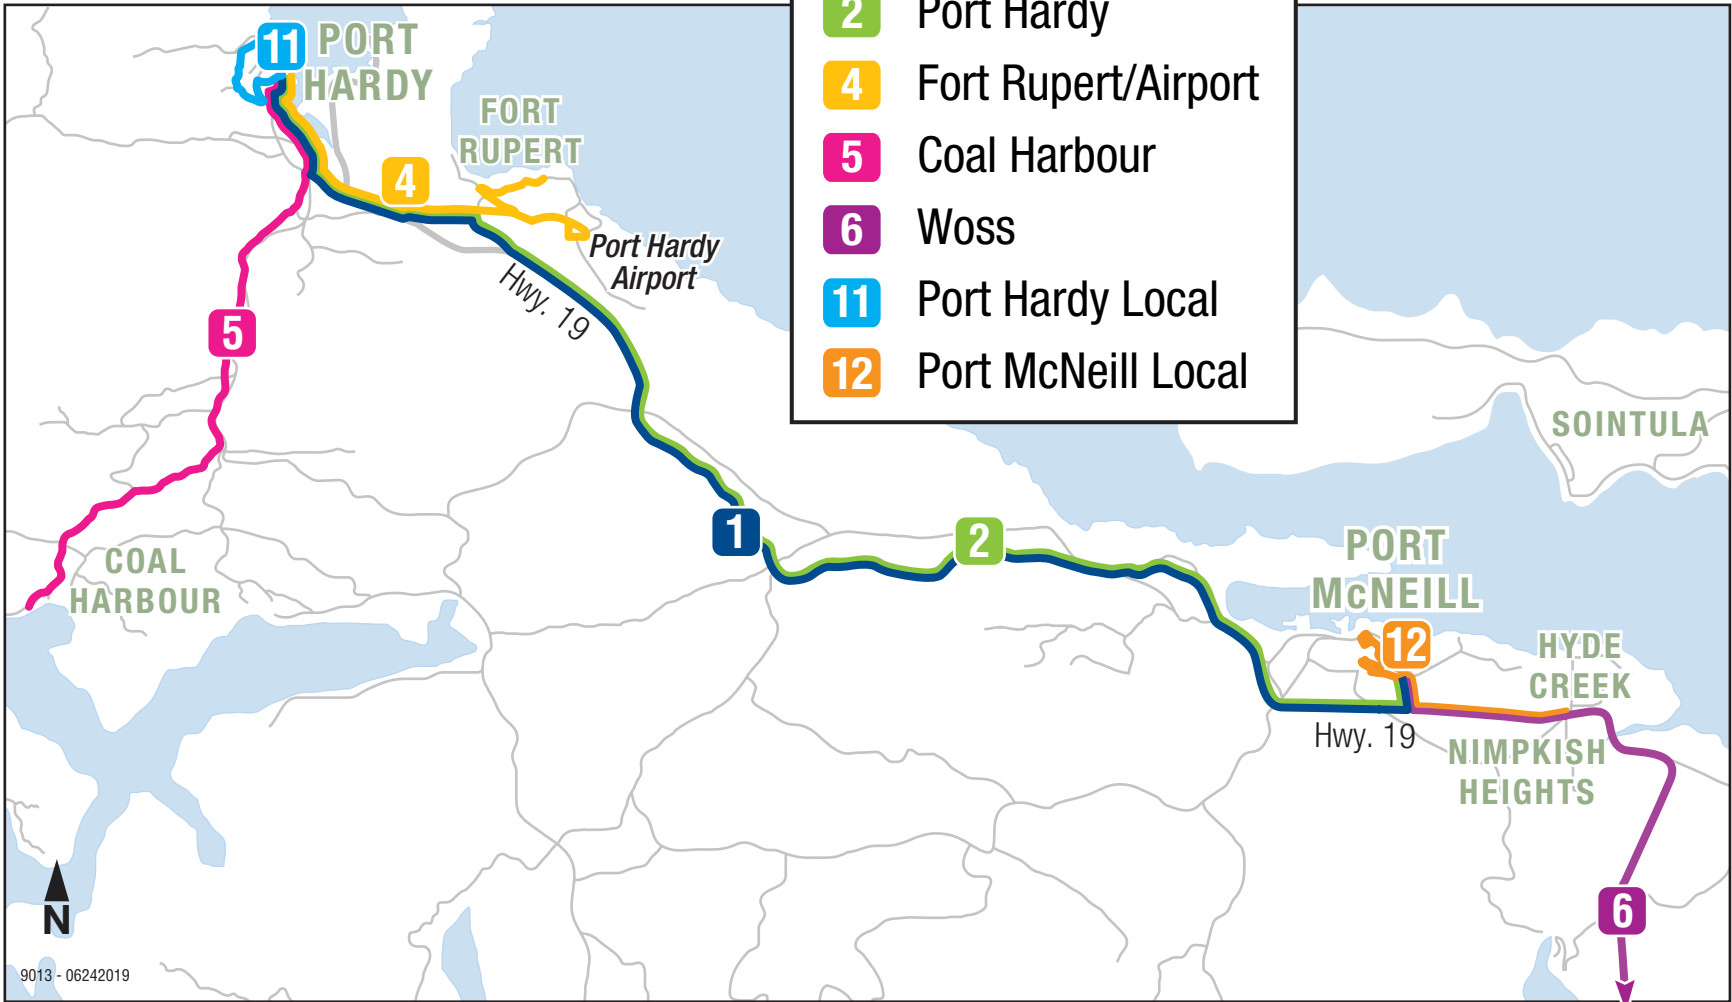 2 Port Hardy
4 Fort Rupert/Airport
5 Coal Harbour
6 Woss
11 Port Hardy Local
12 Port McNeill Local
11
PORT
HARDY
FORT
RUPERT
4
Port Hardy
Airport
Hwy. 19
5
COAL
HARBOUR
1
2
SOINTULA
PORT
McNEILL
12
HYDE
CREEK
Hwy. 19
NIMPKISH
HEIGHTS
6
N
9013 - 06242019